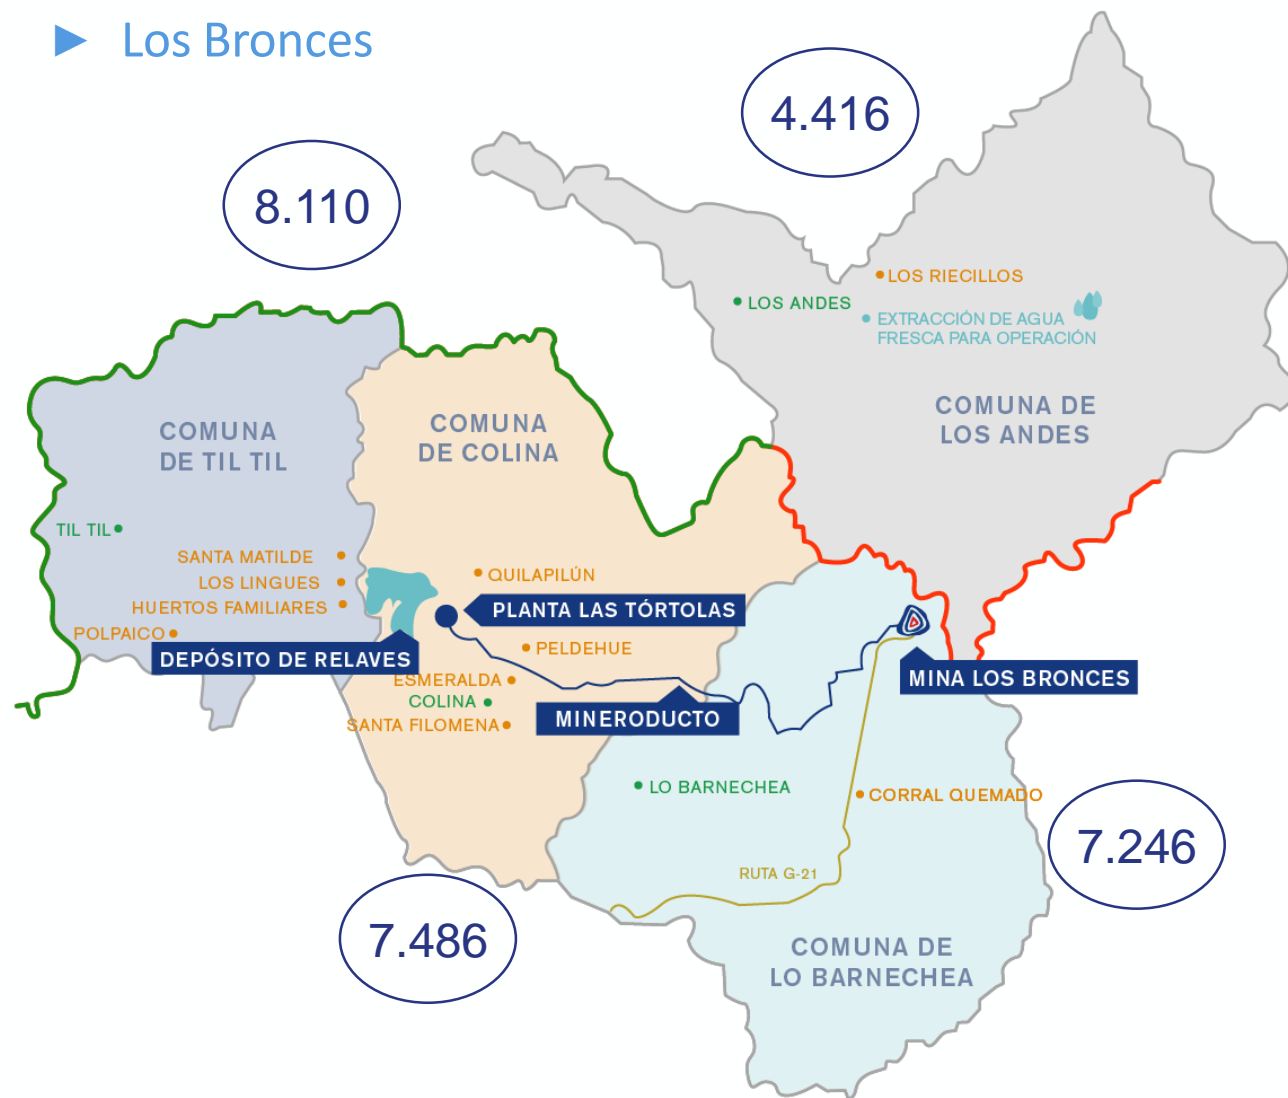 ► Los Bronces
4.416
8.110
LOS RIECILLOS
LOS ANDES
EXTRACCIÓN DE AGUA
FRESCA PARA OPERACIÓN
COMUNA DE
LOS ANDES
COMUNA
DE TIL TIL
COMUNA
DE COLINA
TIL TIL
SANTA MATILDE
LOS LINGUES
HUERTOS FAMILIARES
POLPAICO
QUILAPILÚN
PLANTA LAS TÓRTOLAS
DEPÓSITO DE RELAVES
PELDEHUE
ESMERALDA
COLINA
SANTA FILOMENA
MINERODUCTO
MINA LOS BRONCES
LO BARNECHEA
CORRAL QUEMADO
RUTA G-21
7.246
7.486
COMUNA DE
LO BARNECHEA